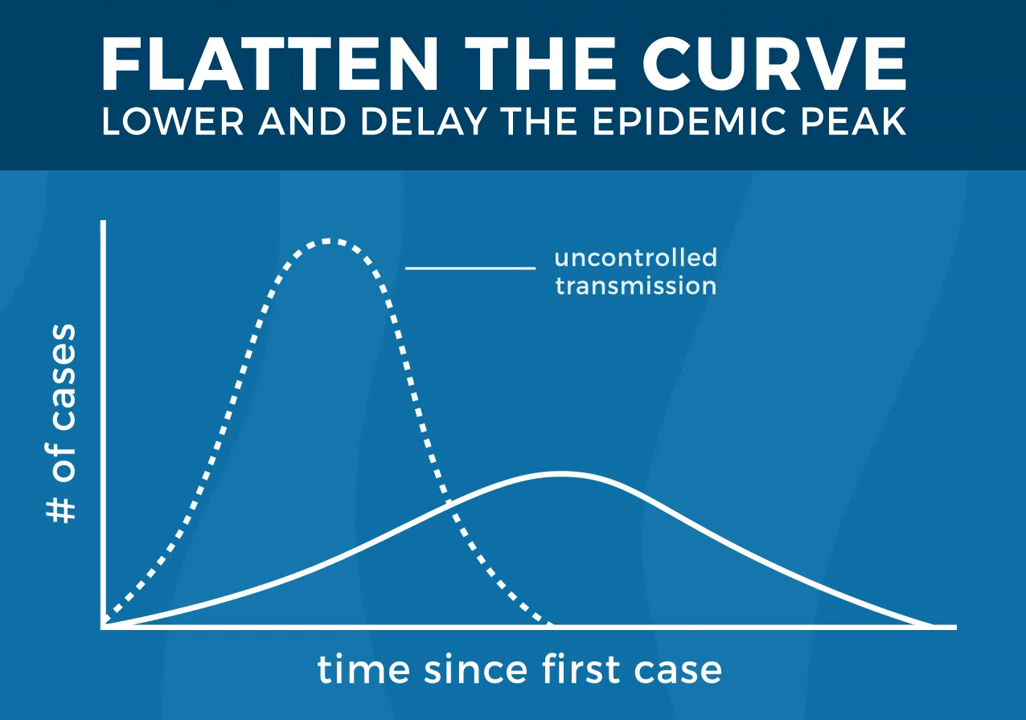 FLATTEN THE CURVE
LOWER AND DELAY THE EPIDEMIC PEAK
uncontrolled
transmission
# of cases
time since first case